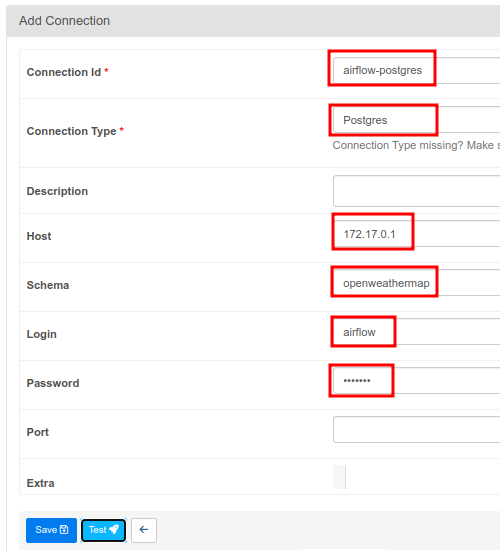 Add Connection
Connection Id *
airflow-postgres
Connection Type *
Postgres
Connection Type missing? Make s
Description
Host
172.17.0.1
Schema
openweathermap
Login
airflow
Password
•••••••
Port
Extra
Save
Test